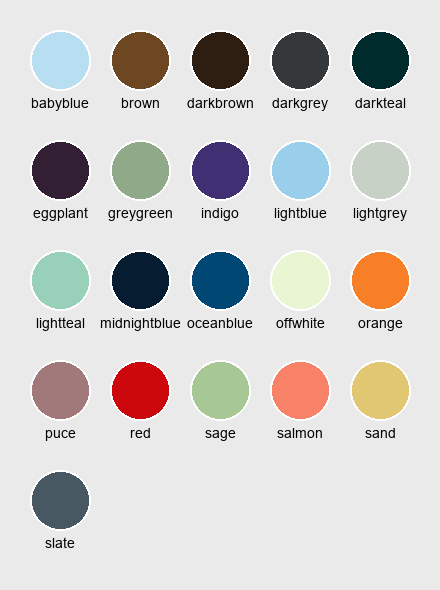 babyblue brown darkbrown darkgrey darkteal
eggplant greygreen indigo lightblue lightgrey
lightteal midnightblue oceanblue offwhite orange
puce red sage salmon sand
slate